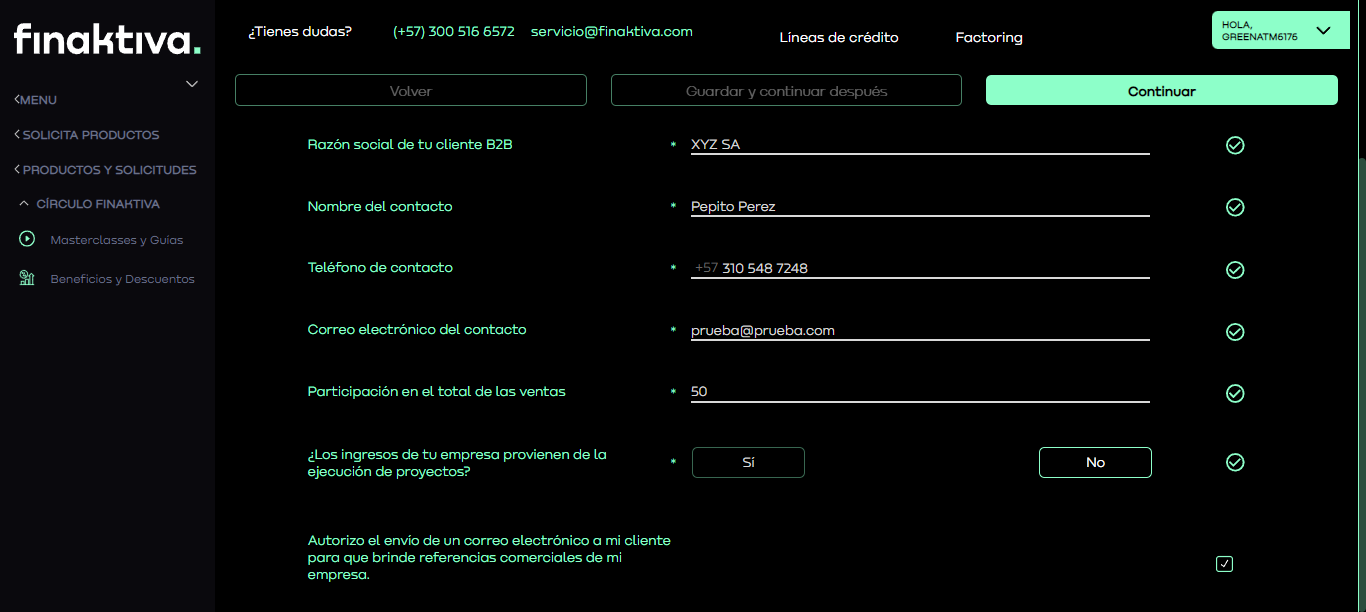 finaktiva.
¿Tienes dudas?
(+57) 300 516 6572
servicio@finaktiva.com
Líneas de crédito
Factoring
HOLA,
GREENATM6176
MENU
SOLICITA PRODUCTOS
PRODUCTOS Y SOLICITUDES
CÍRCULO FINAKTIVA
Masterclasses y Guías
Beneficios y Descuentos
Volver
Guardar y continuar después
Continuar
Razón social de tu cliente B2B * XYZ SA
Nombre del contacto * Pepito Perez
Teléfono de contacto * +57 310 548 7248
Correo electrónico del contacto * prueba@prueba.com
Participación en el total de las ventas * 50
¿Los ingresos de tu empresa provienen de la
ejecución de proyectos? * Sí No
Autorizo el envío de un correo electrónico a mi cliente
para que brinde referencias comerciales de mi
empresa.